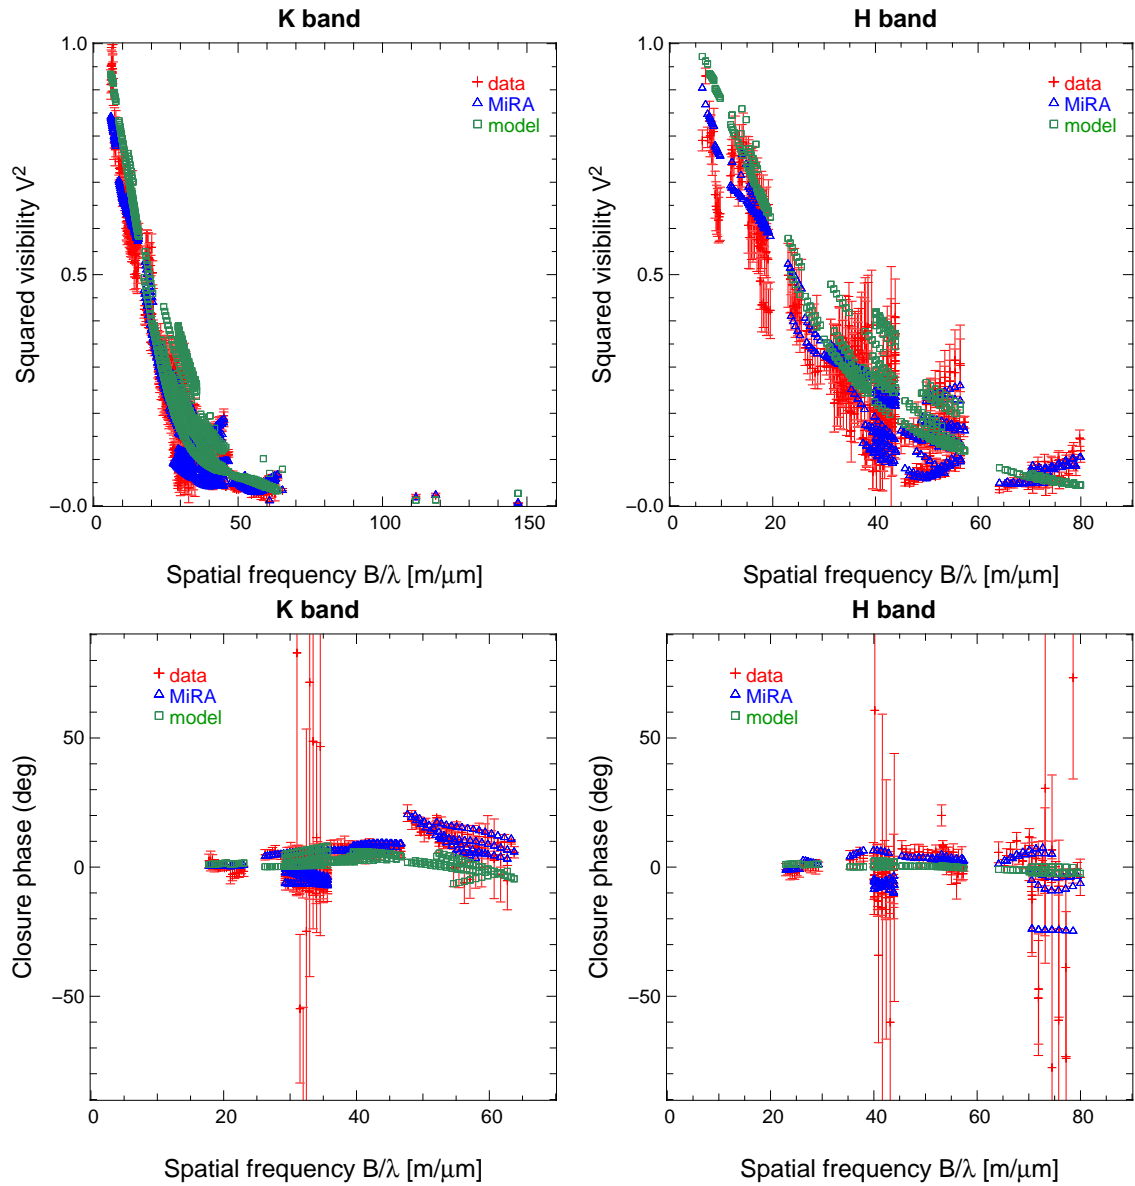 K band
H band
1.0
0.5
−0.0
0
50
100
150
data
MiRA
model
Squared visibility V²
Spatial frequency B/λ [m/μm]
1.0
0.5
−0.0
0
20
40
60
80
data
MiRA
model
Squared visibility V²
Spatial frequency B/λ [m/μm]
K band
H band
50
0
−50
0
20
40
60
data
MiRA
model
Closure phase (deg)
Spatial frequency B/λ [m/μm]
50
0
−50
0
20
40
60
80
data
MiRA
model
Closure phase (deg)
Spatial frequency B/λ [m/μm]